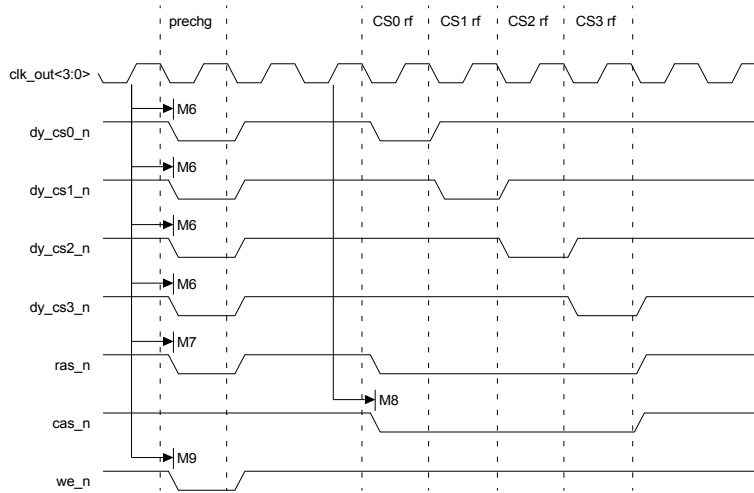 prechg CS0 rf CS1 rf CS2 rf CS3 rf
clk_out<3:0>
M6
dy_cs0_n
M6
dy_cs1_n
M6
dy_cs2_n
M6
dy_cs3_n
M7
ras_n
M8
cas_n
M9
we_n